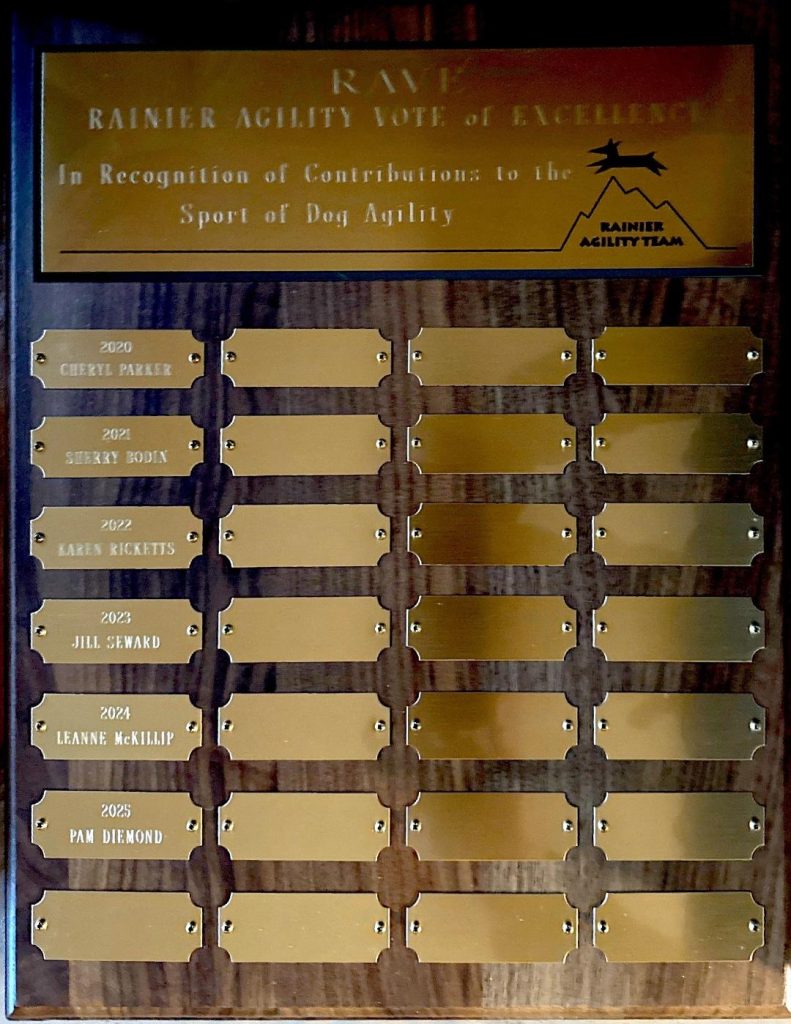 RAVE
RAINIER AGILITY VOTE of EXCELLENCE
In Recognition of Contributions to the
Sport of Dog Agility
RAINIER
AGILITY TEAM
2020
CHERYL PARKER
2021
SHERRY BODIN
2022
KAREN RICKETTS
2023
JILL SEWARD
2024
LEANNE McKILLIP
2025
PAM DIEMOND